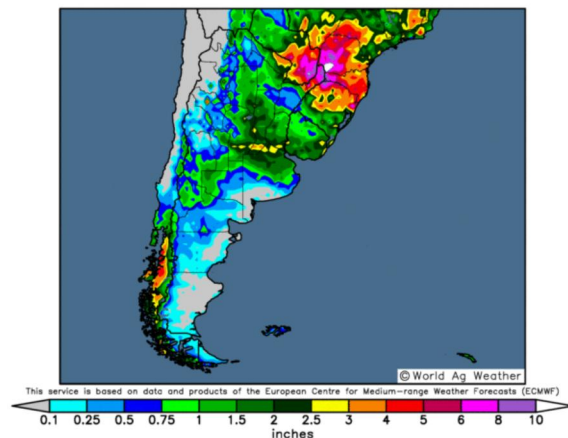 © World Ag Weather
This service is based on data and products of the European Centre for Medium-range Weather Forecasts (ECMWF)
0.1 0.25 0.5 0.75 1 1.5 2 2.5 3 4 5 6 8 10
inches